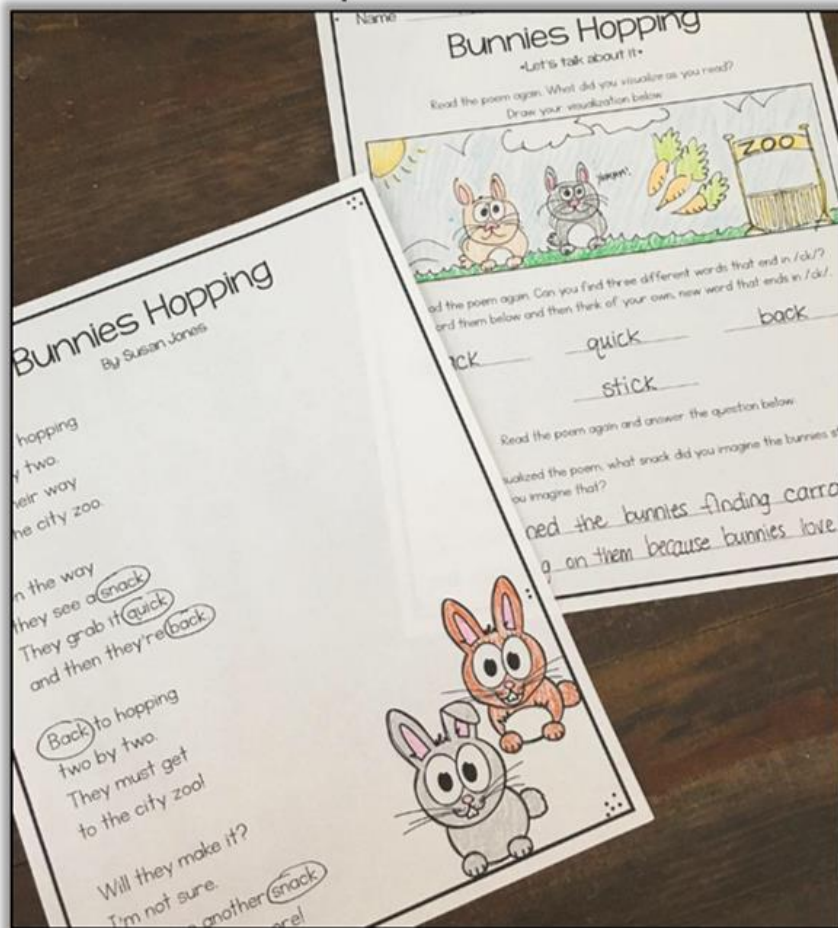 Bunnies Hopping
By Susan Jones
hopping
two.
way
city zoo.
the way
they see a snack
They grab it quick
and then they're back
Back to hopping
two by two.
They must get
to the city zoo!
Will they make it?
I'm not sure.
another snack
Name
Bunnies Hopping
•Let's talk about it•
Read the poem again. What did you visualize as you read?
Draw your visualization below.
ZOO
the poem again. Can you find three different words that end in /ck/?
them below and then think of your own, new word that ends in /ck/.
quick
back
stick
Read the poem again and answer the question below.
the poem, what snack did you imagine the bunnies
imagine that?
the bunnies finding
on them because bunnies love